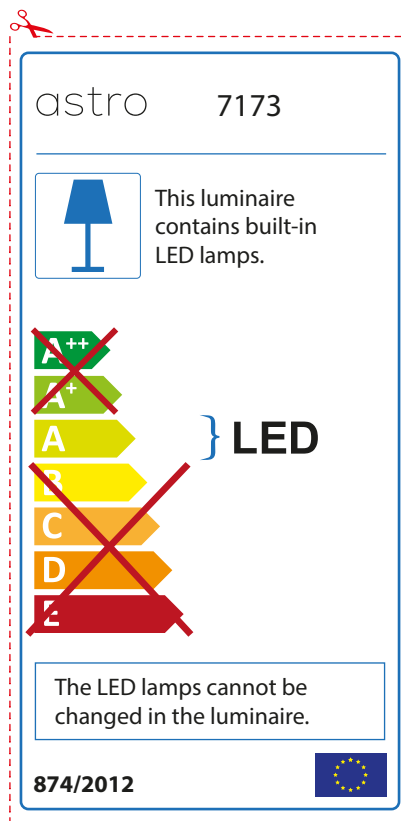 astro 7173
This luminaire
contains built-in
LED lamps.
A++
A+
A
LED
B
C
D
E
The LED lamps cannot be
changed in the luminaire.
874/2012